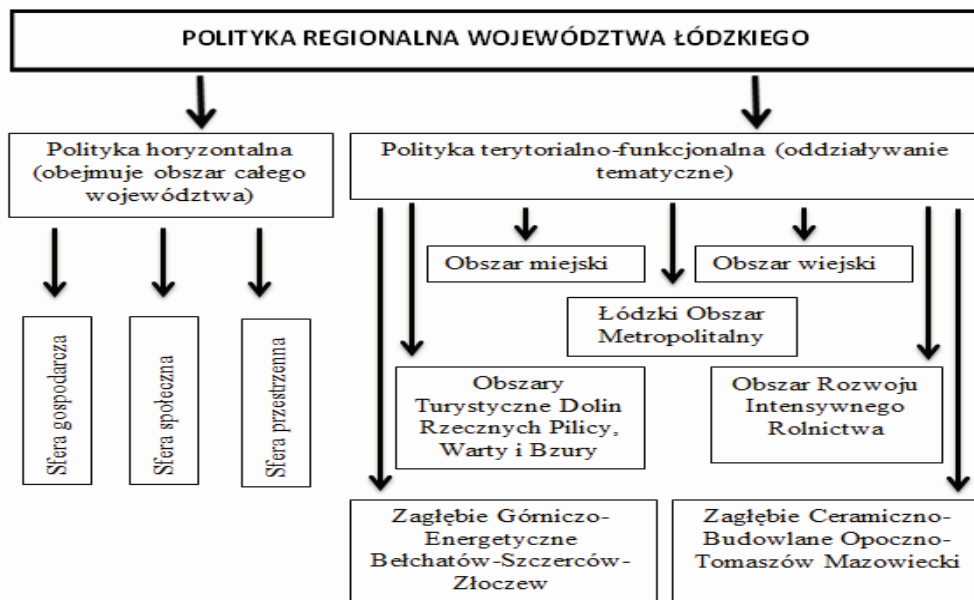 POLITYKA REGIONALNA WOJEWÓDZTWA ŁÓDZKIEGO
Polityka horyzontalna
(obejmuje obszar całego
województwa)
Polityka terytorialno-funkcjonalna (oddziaływanie
tematyczne)
Sfera gospodarcza
Sfera społeczna
Sfera przestrzenna
Obszar miejski
Obszar wiejski
Łódzki Obszar
Metropolitalny
Obszary
Turystyczne Dolin
Rzecznych Pilicy,
Warty i Bzury
Obszar Rozwoju
Intensywnego
Rolnictwa
Zagłębie Górniczo-
Energetyczne
Bełchatów-Szczerców-
Złoczew
Zagłębie Ceramiczno-
Budowlane Opoczno-
Tomaszów Mazowiecki